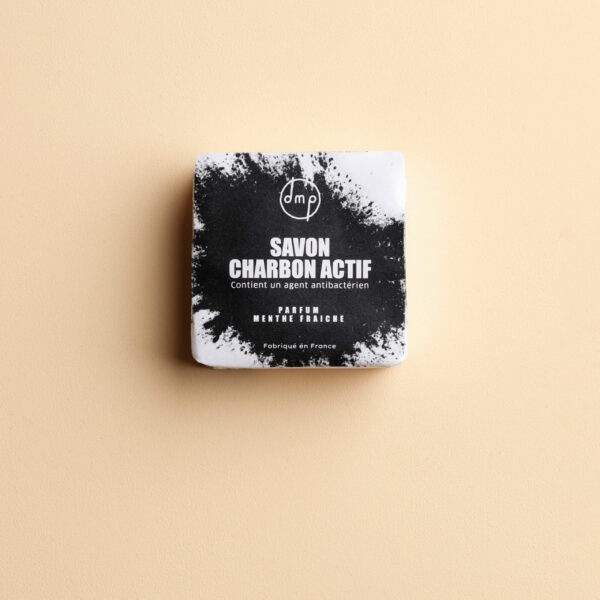 dmp
SAVON
CHARBON ACTIF
Contient un agent antibactérien
PARFUM
MENTHE FRAICHE
Fabriqué en France